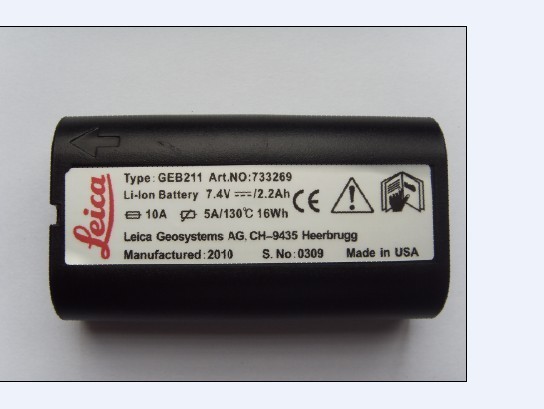 Leica
Type: GEB211 Art.NO:733269
Li-Ion Battery 7.4V ⎓/2.2Ah CE
10A 5A/130℃ 16Wh
Leica Geosystems AG, CH-9435 Heerbrugg
Manufactured:2010 S. No:0309 Made in USA